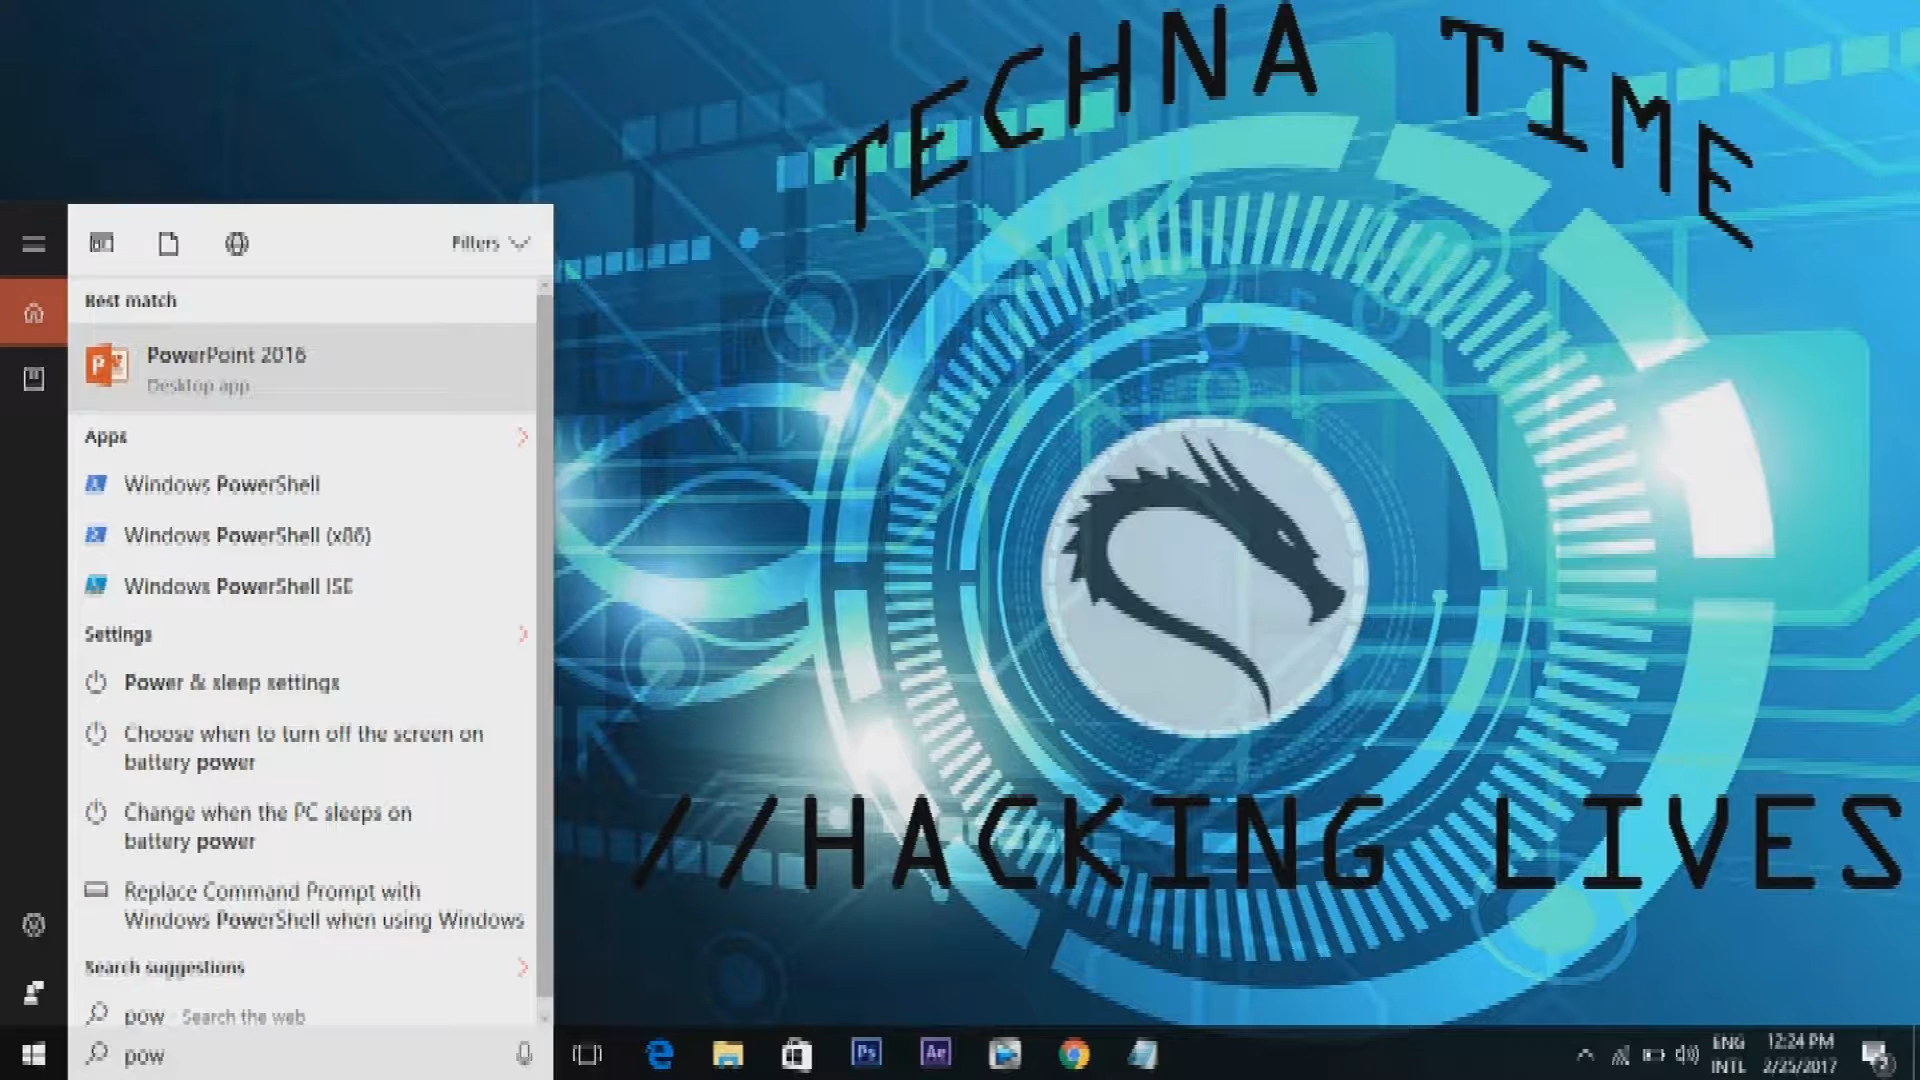 TECHNA TIME
Filters
Best match
PowerPoint 2016
Desktop app
Apps
Windows PowerShell
Windows PowerShell (x86)
Windows PowerShell ISE
Settings
Power & sleep settings
Choose when to turn off the screen on
battery power
Change when the PC sleeps on
battery power
Replace Command Prompt with
Windows PowerShell when using Windows
Search suggestions
pow - Search the web
pow
//HACKING LIVES
Ps
Ae
ENG
INTL
12:24 PM
2/25/2017
2